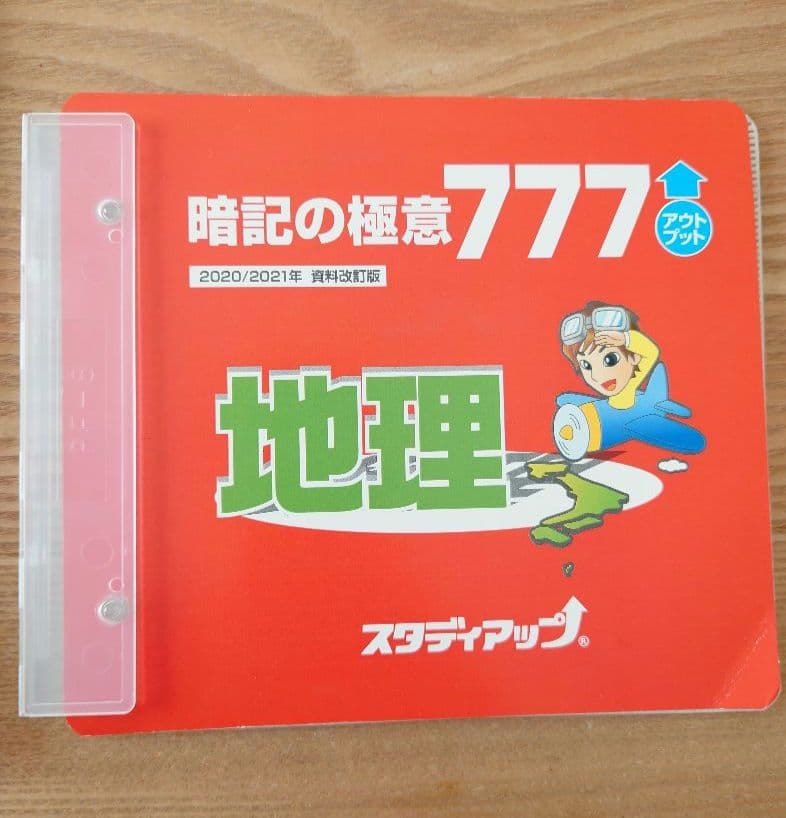 暗記の極意777
アウト
プット
2020/2021年 資料改訂版
地理
スタディアップ®